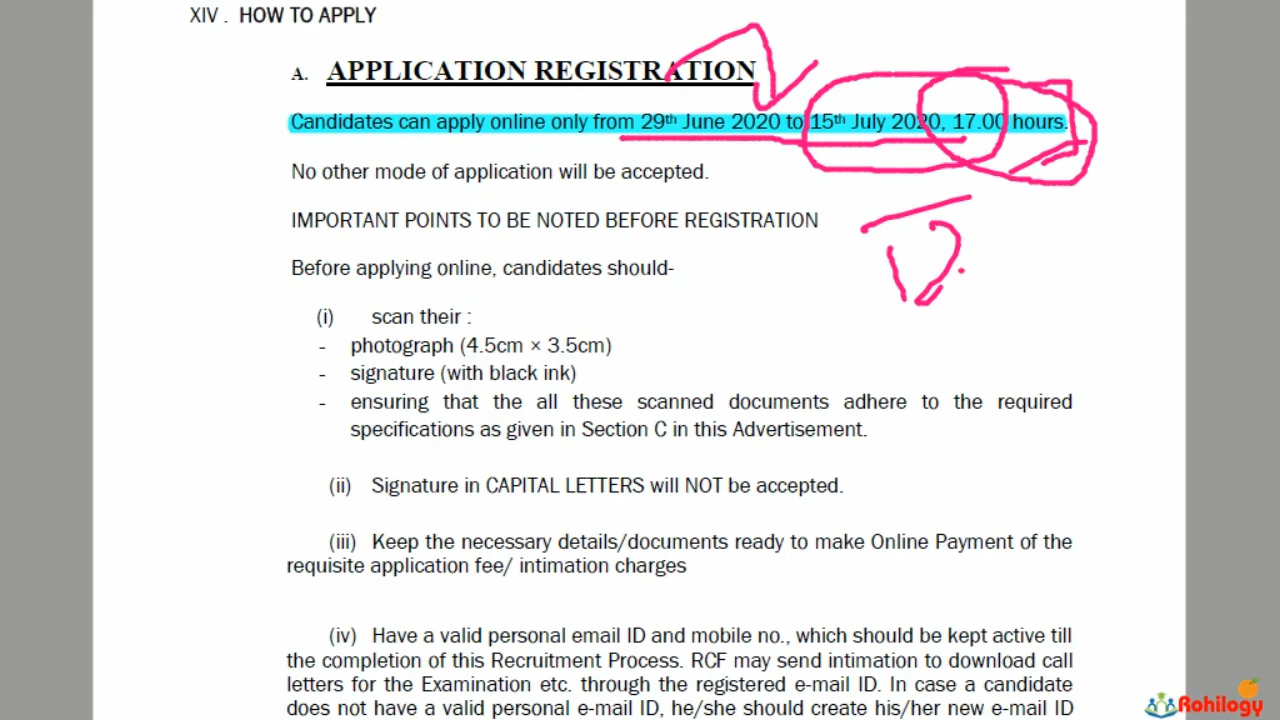 XIV . HOW TO APPLY
A. APPLICATION REGISTRATION
Candidates can apply online only from 29th June 2020 to 15th July 2020, 17.00 hours.
No other mode of application will be accepted.
IMPORTANT POINTS TO BE NOTED BEFORE REGISTRATION
Before applying online, candidates should-
(i) scan their :
- photograph (4.5cm × 3.5cm)
- signature (with black ink)
- ensuring that the all these scanned documents adhere to the required
specifications as given in Section C in this Advertisement.
(ii) Signature in CAPITAL LETTERS will NOT be accepted.
(iii) Keep the necessary details/documents ready to make Online Payment of the
requisite application fee/ intimation charges
(iv) Have a valid personal email ID and mobile no., which should be kept active till
the completion of this Recruitment Process. RCF may send intimation to download call
letters for the Examination etc. through the registered e-mail ID. In case a candidate
does not have a valid personal e-mail ID, he/she should create his/her new e-mail ID
Rohilogy